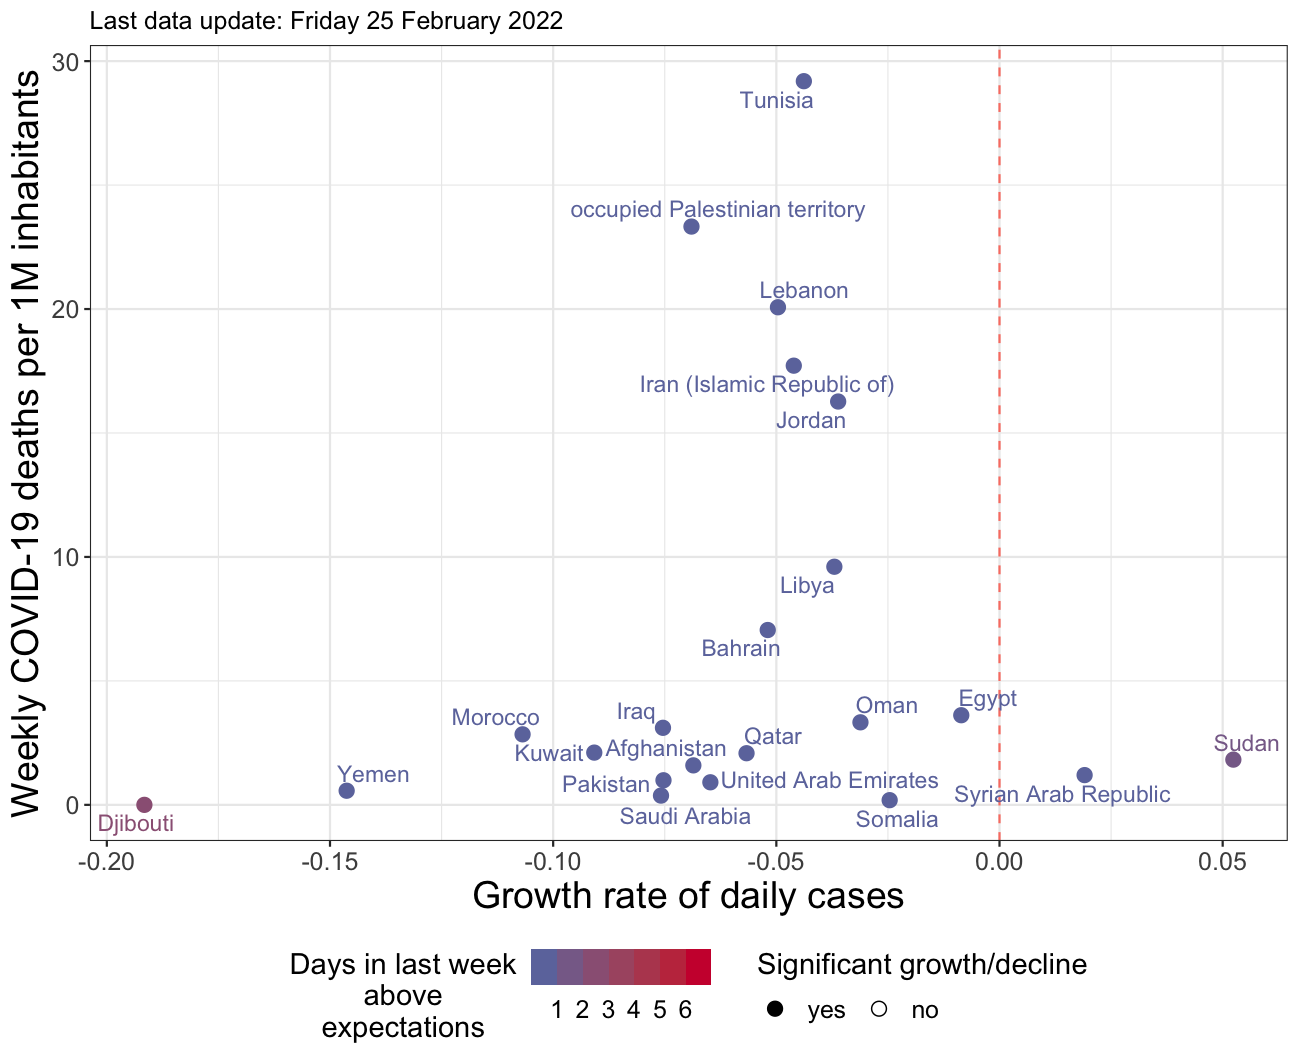 Last data update: Friday 25 February 2022
Weekly COVID-19 deaths per 1M inhabitants
30
20
10
0
Tunisia
occupied Palestinian territory
Lebanon
Iran (Islamic Republic of)
Jordan
Libya
Bahrain
Egypt
Oman
Iraq
Morocco
Qatar
Sudan
Kuwait
Afghanistan
Yemen
Pakistan
United Arab Emirates
Syrian Arab Republic
Saudi Arabia
Somalia
Djibouti
-0.20 -0.15 -0.10 -0.05 0.00 0.05
Growth rate of daily cases
Days in last week
above
expectations
1 2 3 4 5 6
Significant growth/decline
yes no